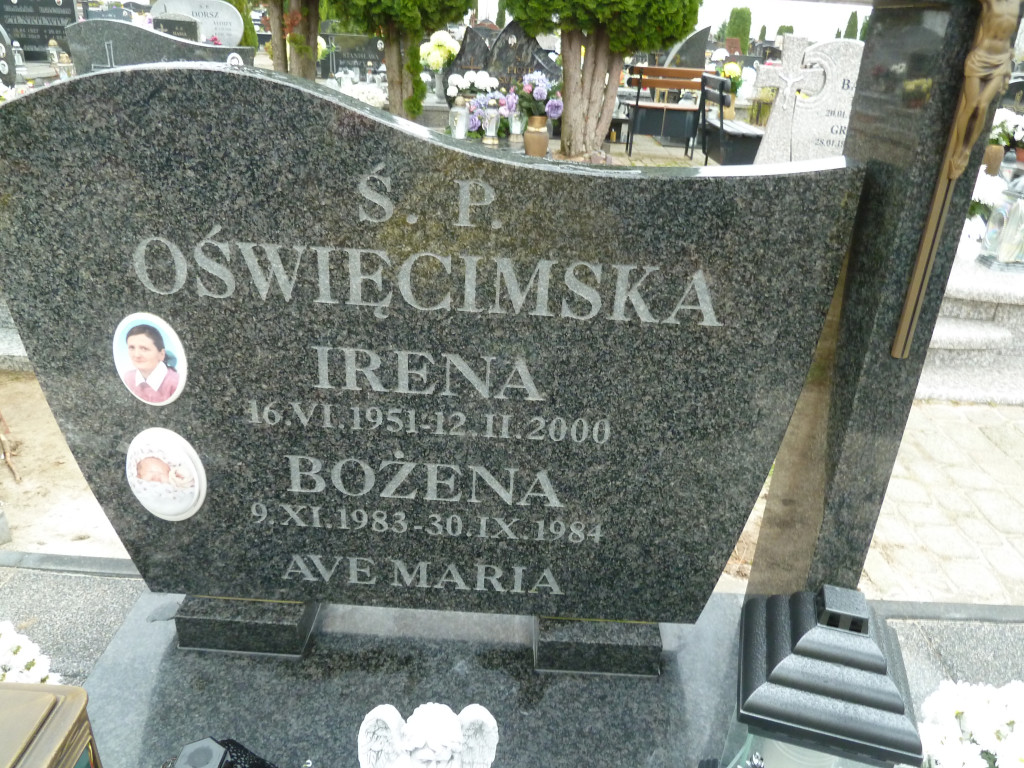 Ś. P.
OŚWIĘCIMSKA
IRENA
16.VI.1951-12.II.2000
BOŻENA
9.XI.1983-30.IX.1984
AVE MARIA